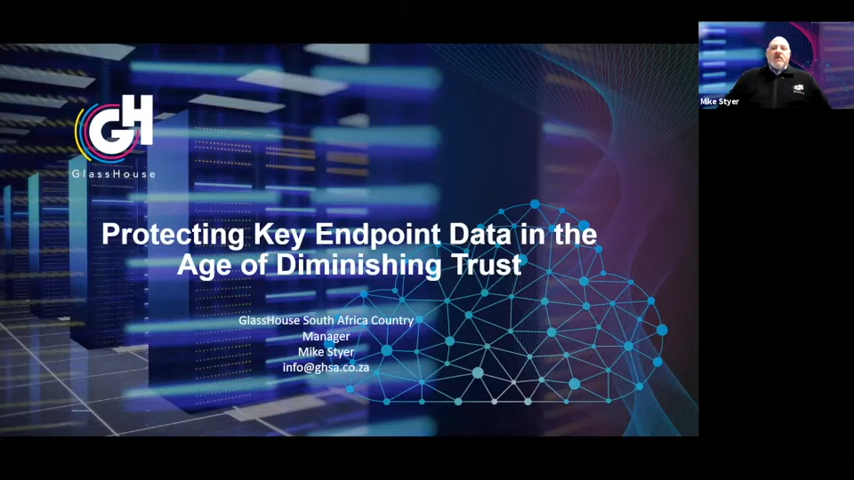 GH
GlassHouse
Protecting Key Endpoint Data in the
Age of Diminishing Trust
GlassHouse South Africa Country
Manager
Mike Styer
info@ghsa.co.za
Mike Styer